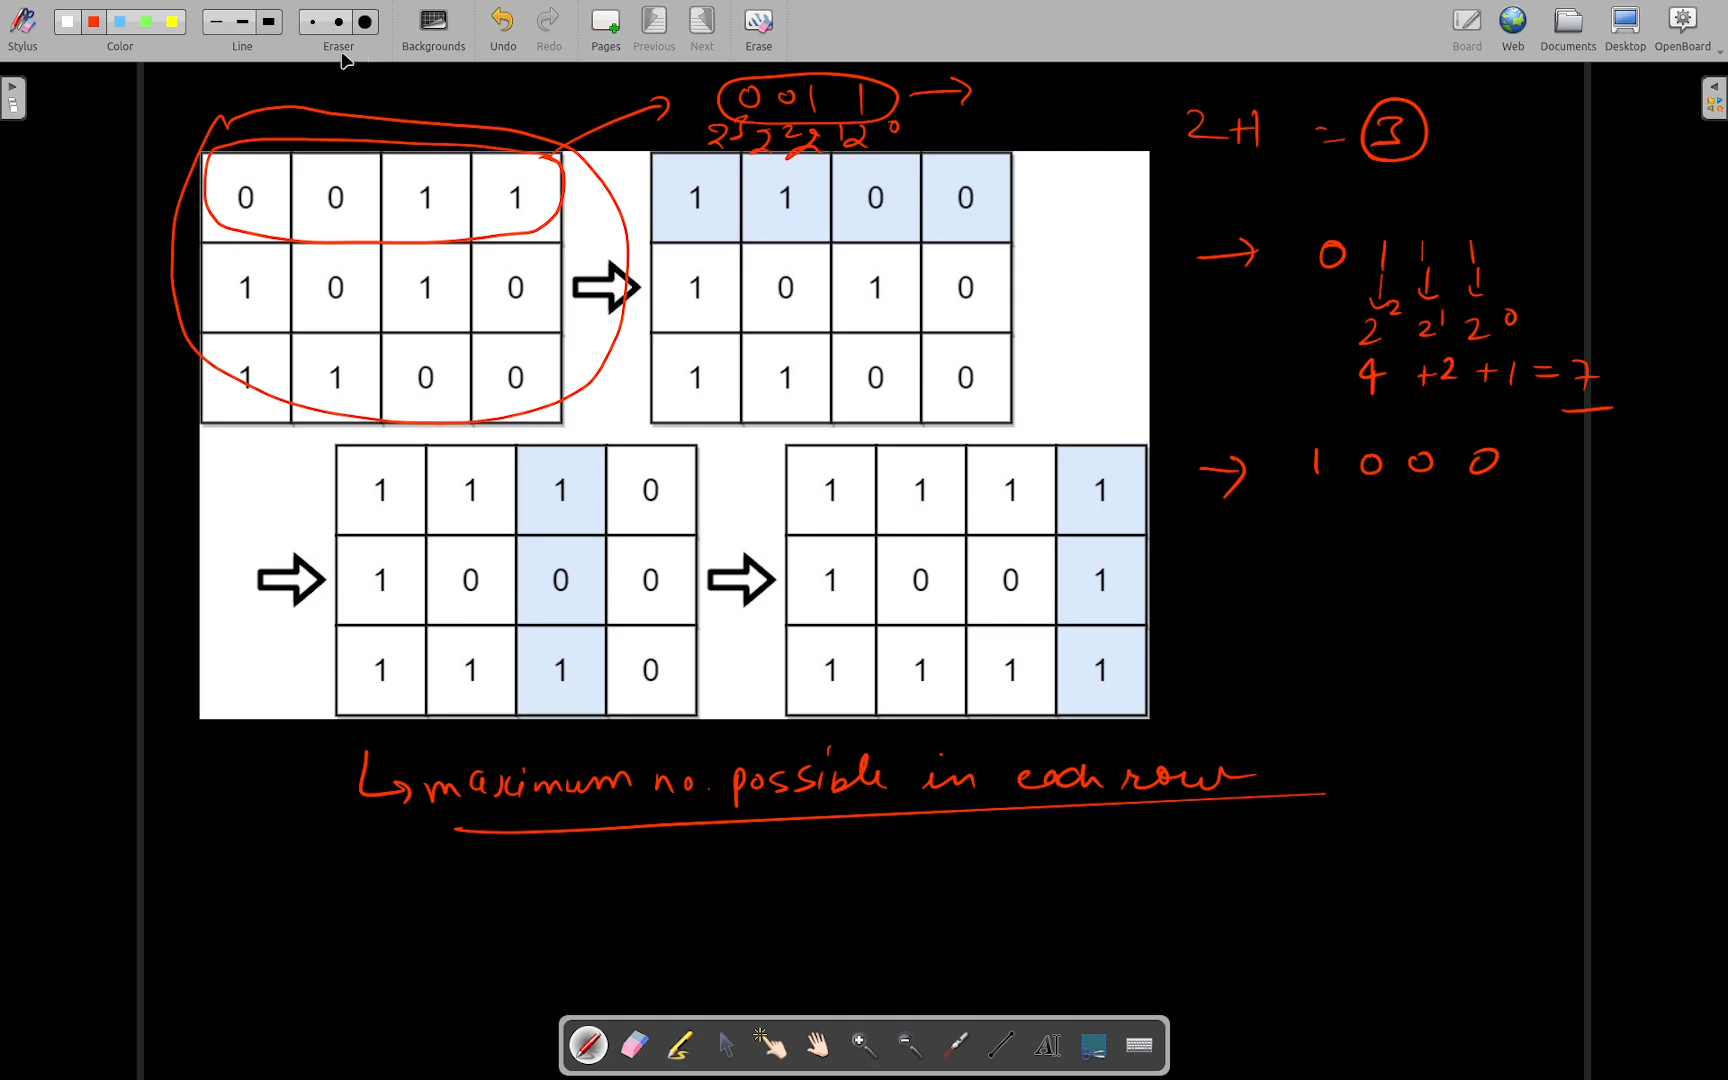 Stylus Color Line Eraser Backgrounds Undo Redo Pages Previous Next Erase Board Web Documents Desktop OpenBoard
0 0 1 1
2³ 2² 2¹ 2⁰
2+1 = 3
0 0 1 1
1 0 1 0
1 1 0 0
1 1 0 0
1 0 1 0
1 1 0 0
0 1 1 1
2² 2¹ 2⁰
4 +2 +1 = 7
1 0 0 0
1 1 1 0
1 0 0 0
1 1 1 0
1 1 1 1
1 0 0 1
1 1 1 1
maximum no. possible in each row
AI